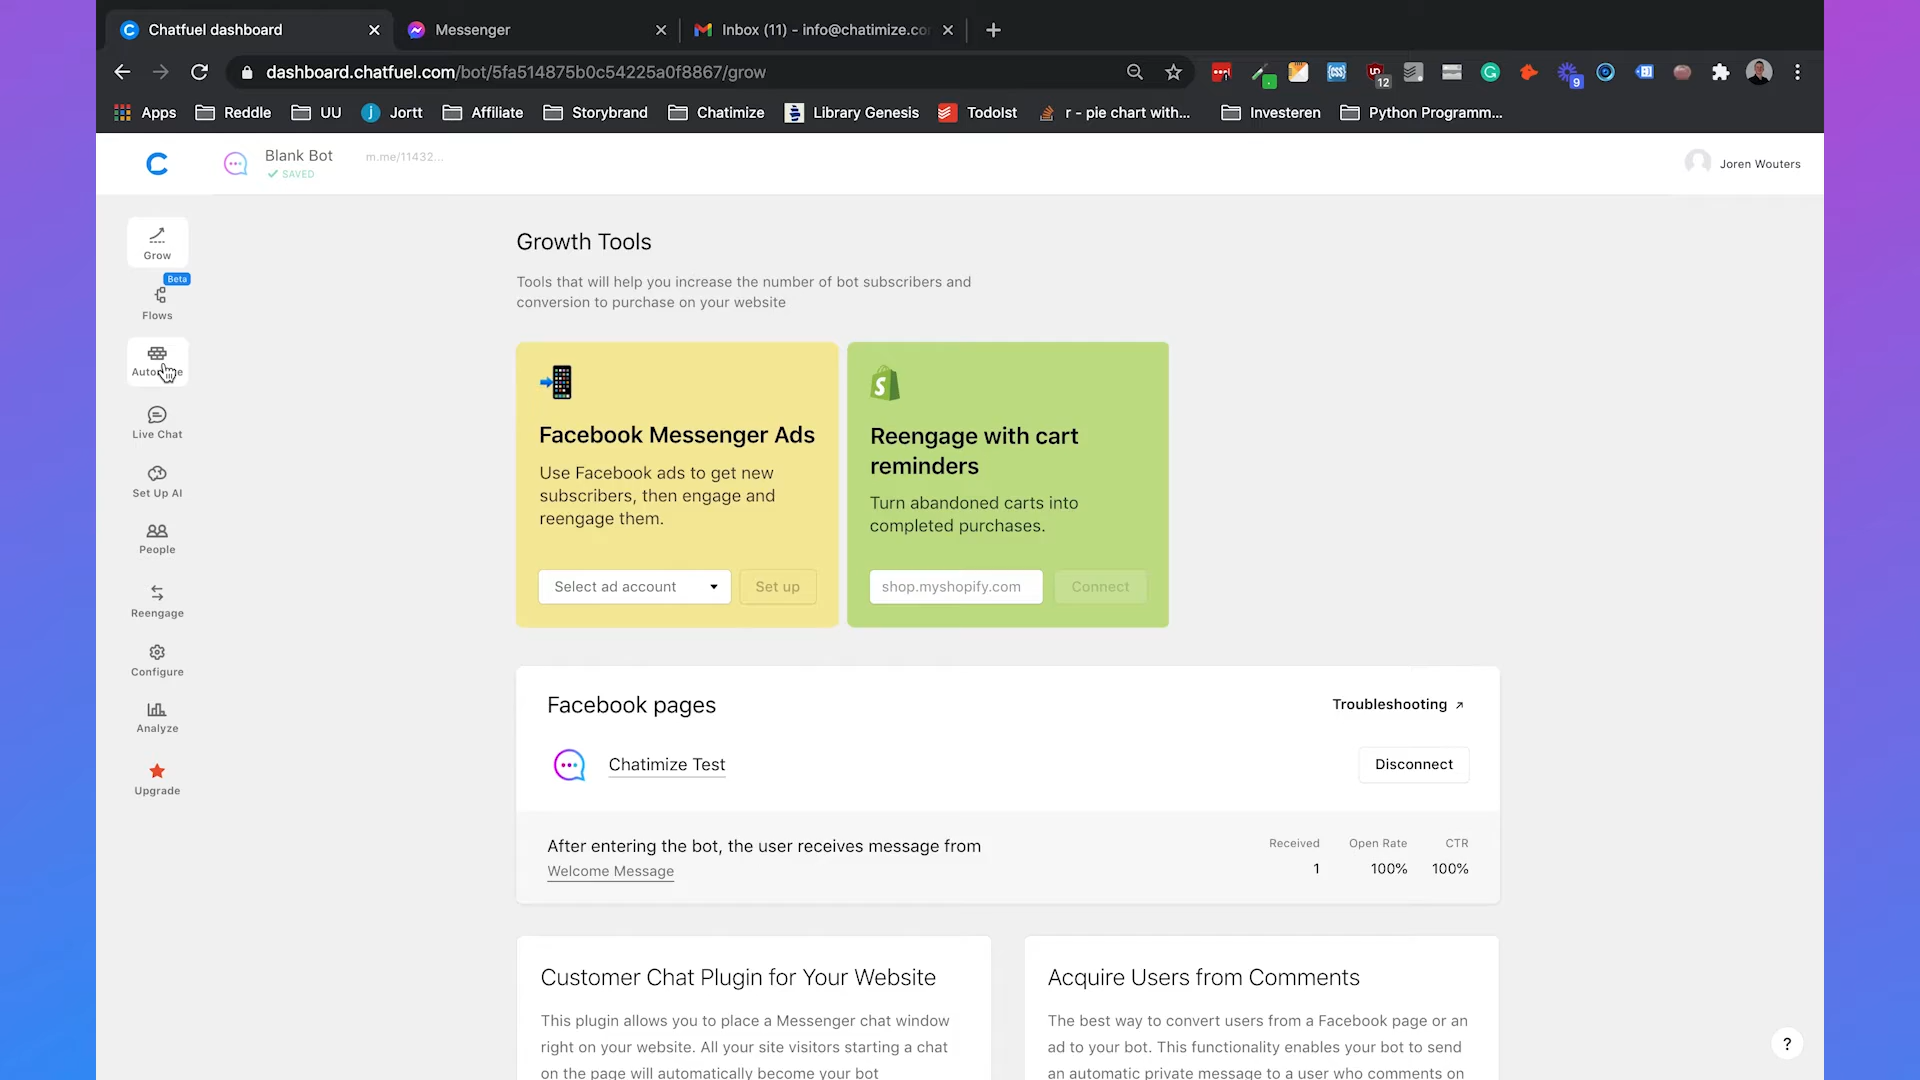 Chatfuel dashboard
Messenger
Inbox (11) - info@chatimize.co
dashboard.chatfuel.com/bot/5fa514875b0c54225a0f8867/grow
12
9
Apps
Reddle
UU
Jortt
Affiliate
Storybrand
Chatimize
Library Genesis
TodoIst
r - pie chart with...
Investeren
Python Programm...
Blank Bot
m.me/11432...
SAVED
Joren Wouters
Grow
Beta
Flows
Live Chat
Set Up AI
People
Reengage
Configure
Analyze
Upgrade
Growth Tools
Tools that will help you increase the number of bot subscribers and
conversion to purchase on your website
Facebook Messenger Ads
Use Facebook ads to get new
subscribers, then engage and
reengage them.
Select ad account
Set up
Reengage with cart
reminders
Turn abandoned carts into
completed purchases.
shop.myshopify.com
Connect
Facebook pages
Troubleshooting
Chatimize Test
Disconnect
After entering the bot, the user receives message from
Welcome Message
Received
Open Rate
CTR
1
100%
100%
Customer Chat Plugin for Your Website
This plugin allows you to place a Messenger chat window
right on your website. All your site visitors starting a chat
on the page will automatically become your bot
Acquire Users from Comments
The best way to convert users from a Facebook page or an
ad to your bot. This functionality enables your bot to send
an automatic private message to a user who comments on
?